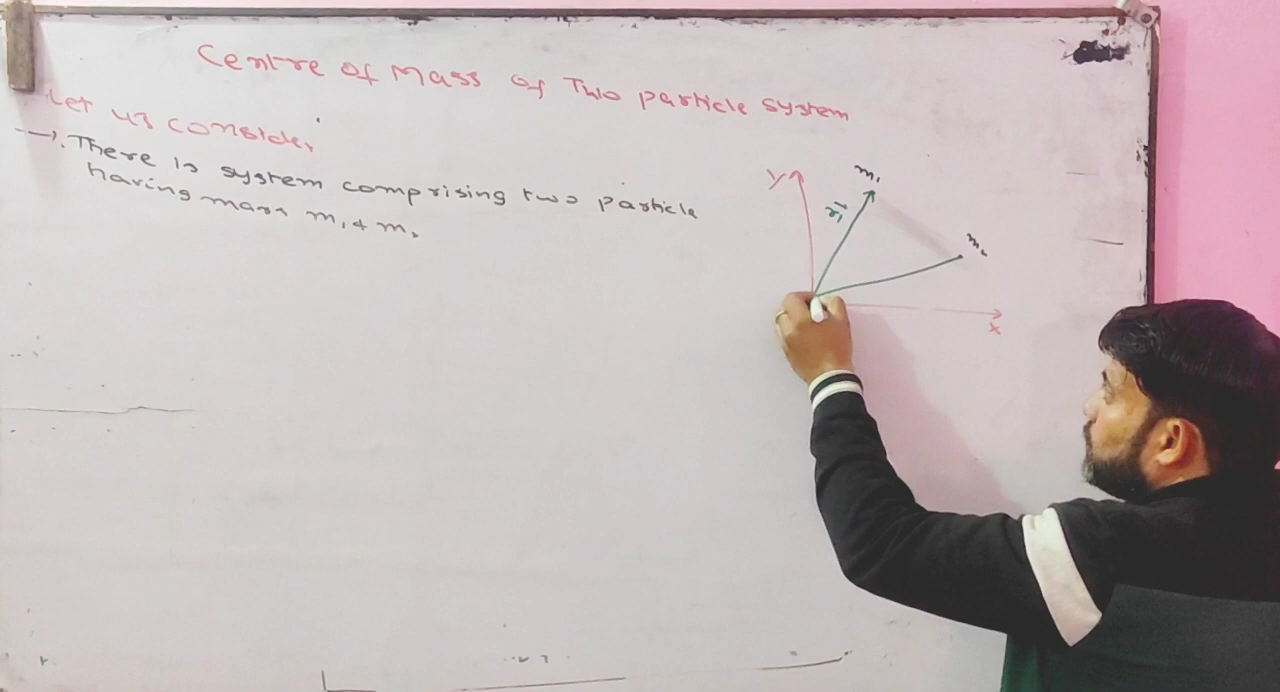 Centre of Mass of Two particle system
Let us consider,
→. There is system comprising two particle
having mass m₁ & m₂
y
m₁
r₁⃗
m₂
x